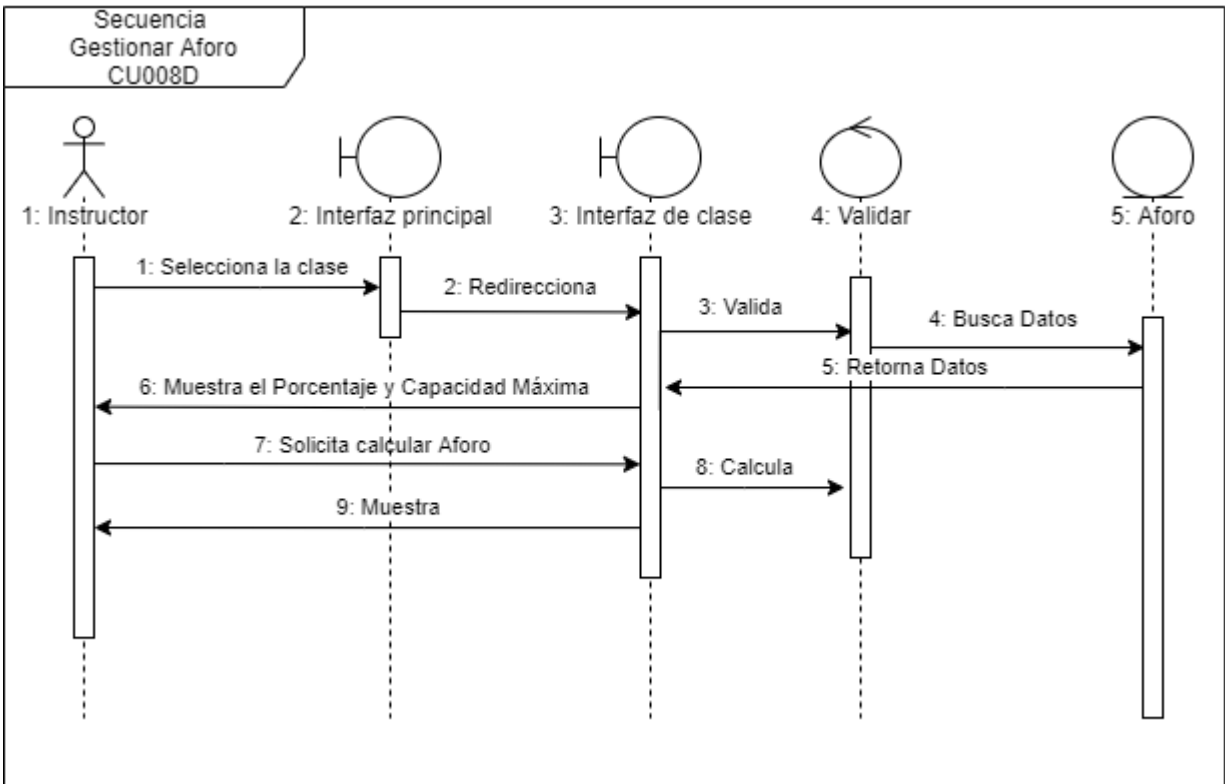 Secuencia
Gestionar Aforo
CU008D
1: Instructor
2: Interfaz principal
3: Interfaz de clase
4: Validar
5: Aforo
1: Selecciona la clase
2: Redirecciona
3: Valida
4: Busca Datos
5: Retorna Datos
6: Muestra el Porcentaje y Capacidad Máxima
7: Solicita calcular Aforo
8: Calcula
9: Muestra